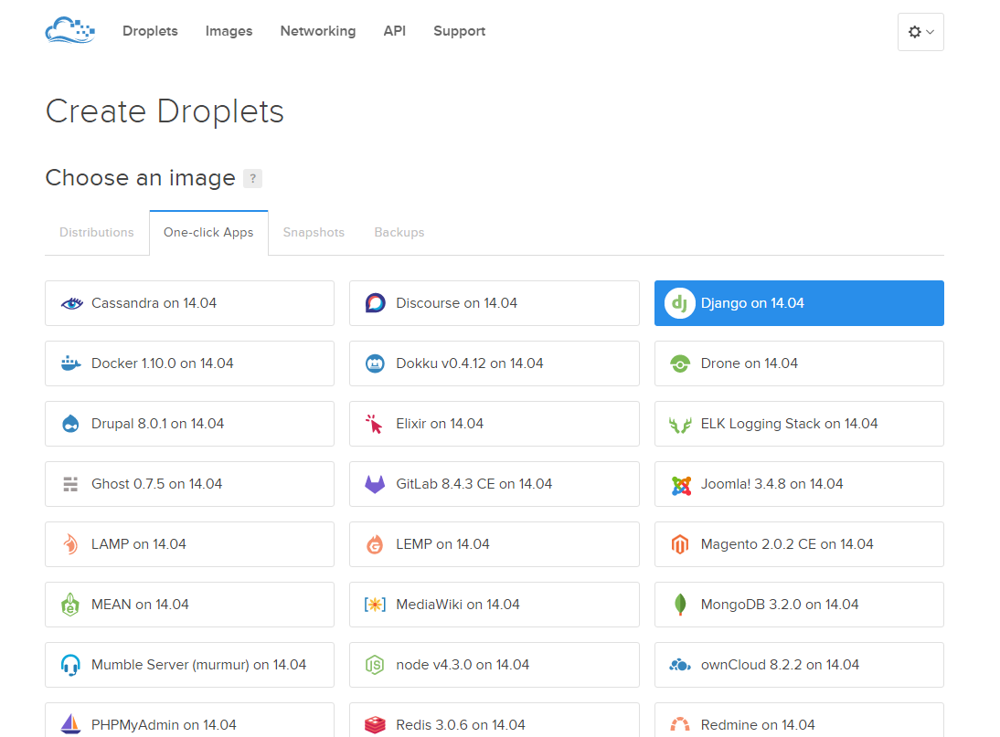 Droplets Images Networking API Support
Create Droplets
Choose an image ?
Distributions One-click Apps Snapshots Backups
Cassandra on 14.04 Discourse on 14.04 Django on 14.04
Docker 1.10.0 on 14.04 Dokku v0.4.12 on 14.04 Drone on 14.04
Drupal 8.0.1 on 14.04 Elixir on 14.04 ELK Logging Stack on 14.04
Ghost 0.7.5 on 14.04 GitLab 8.4.3 CE on 14.04 Joomla! 3.4.8 on 14.04
LAMP on 14.04 LEMP on 14.04 Magento 2.0.2 CE on 14.04
MEAN on 14.04 MediaWiki on 14.04 MongoDB 3.2.0 on 14.04
Mumble Server (murmur) on 14.04 node v4.3.0 on 14.04 ownCloud 8.2.2 on 14.04
PHPMyAdmin on 14.04 Redis 3.0.6 on 14.04 Redmine on 14.04